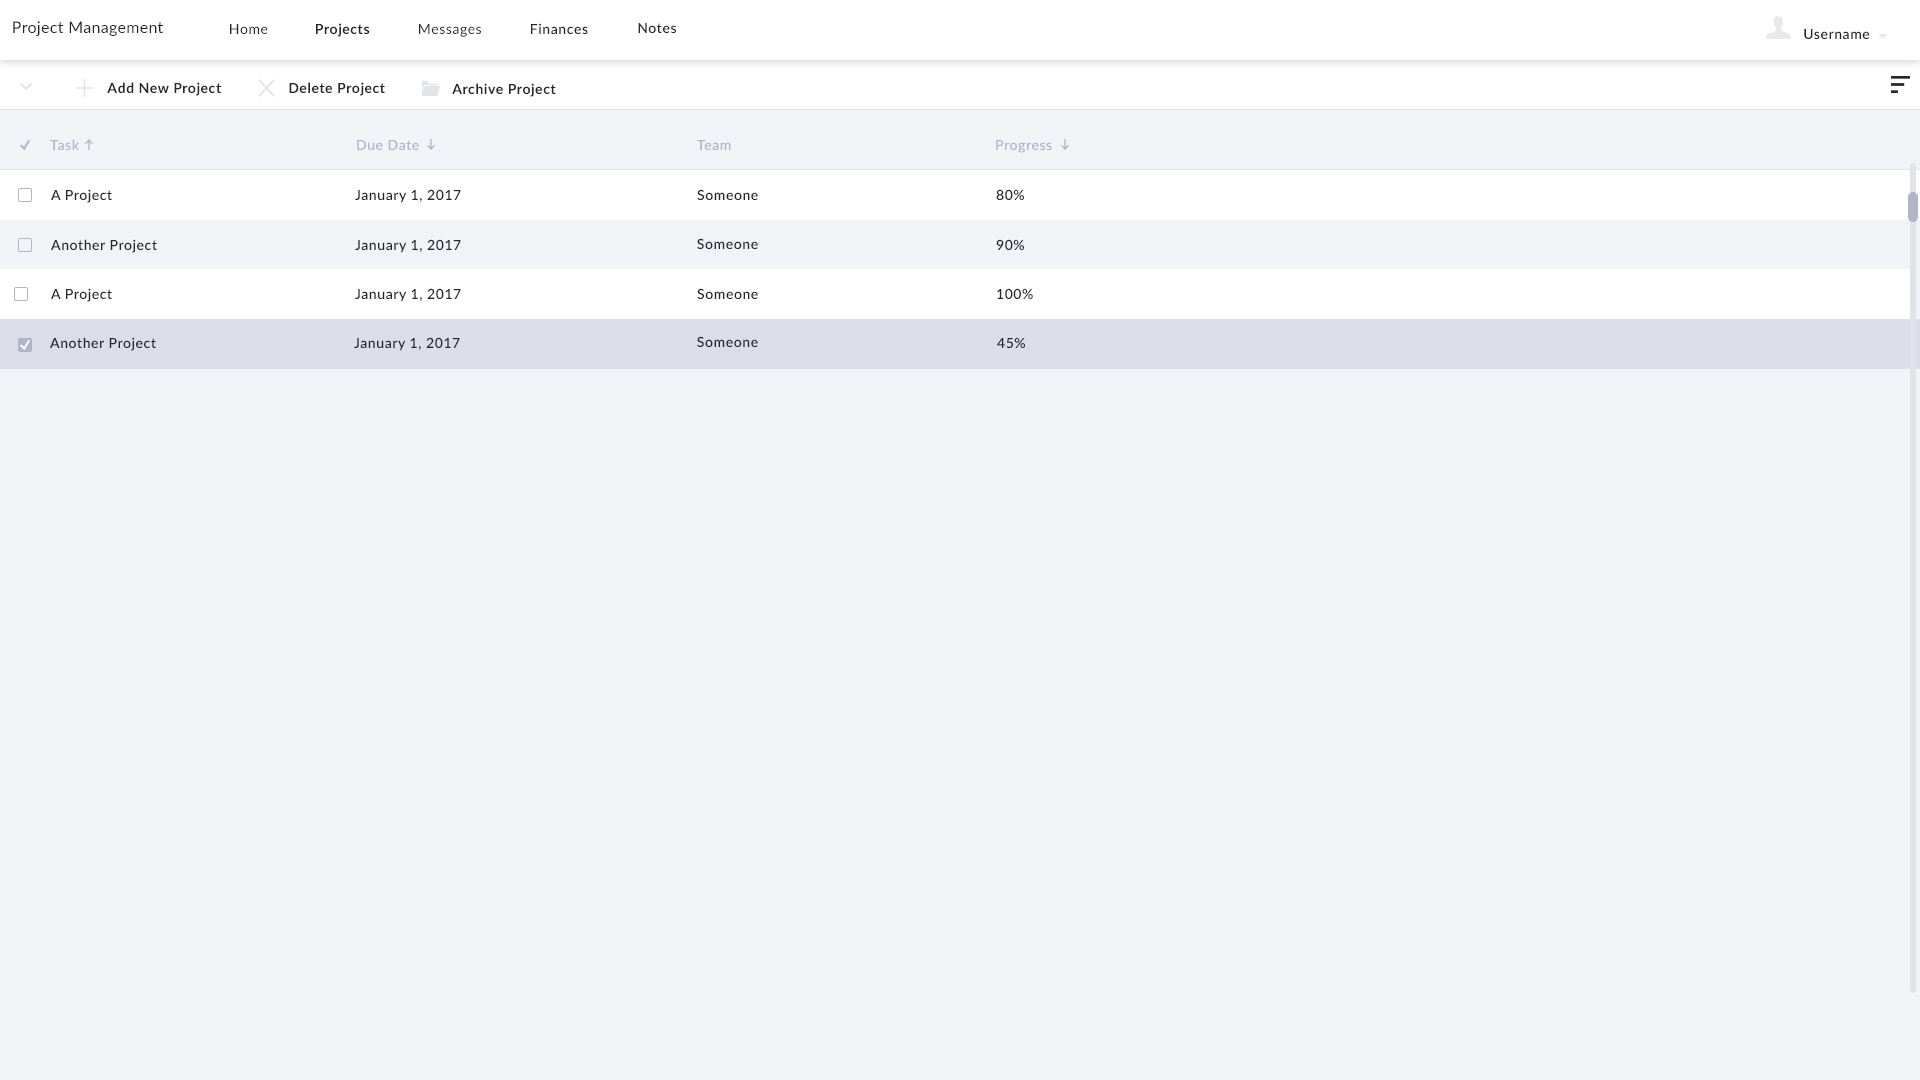 Project Management Home Projects Messages Finances Notes Username
Add New Project Delete Project Archive Project
Task Due Date Team Progress
A Project January 1, 2017 Someone 80%
Another Project January 1, 2017 Someone 90%
A Project January 1, 2017 Someone 100%
Another Project January 1, 2017 Someone 45%